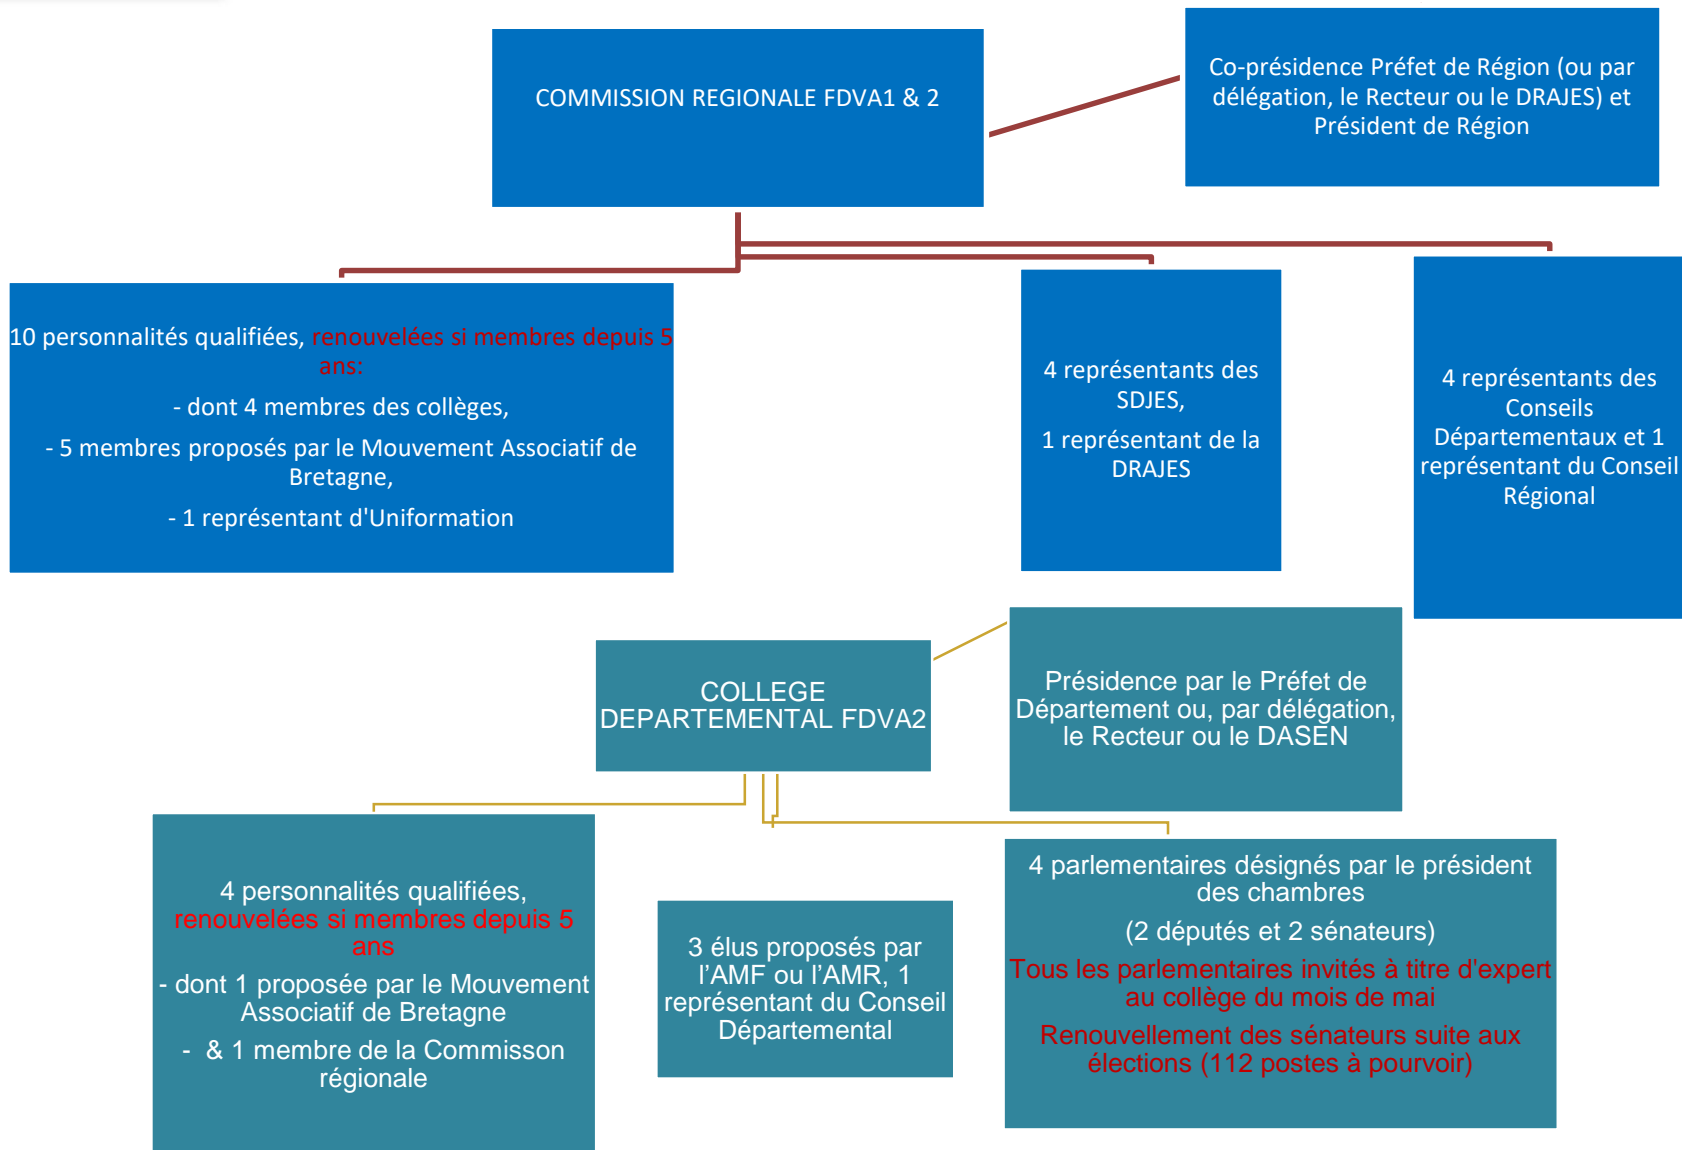 COMMISSION REGIONALE FDVA1 & 2
Co-présidence Préfet de Région (ou par
délégation, le Recteur ou le DRAJES) et
Président de Région
10 personnalités qualifiées, renouvelées si membres depuis 5
ans:
- dont 4 membres des collèges,
- 5 membres proposés par le Mouvement Associatif de
Bretagne,
- 1 représentant d'Uniformation
4 représentants des
SDJES,
1 représentant de la
DRAJES
4 représentants des
Conseils
Départementaux et 1
représentant du Conseil
Régional
COLLEGE
DEPARTEMENTAL FDVA2
Présidence par le Préfet de
Département ou, par délégation,
le Recteur ou le DASEN
4 personnalités qualifiées,
renouvelées si membres depuis 5
ans
- dont 1 proposée par le Mouvement
Associatif de Bretagne
- & 1 membre de la Commisson
régionale
3 élus proposés par
l’AMF ou l’AMR, 1
représentant du Conseil
Départemental
4 parlementaires désignés par le président
des chambres
(2 députés et 2 sénateurs)
Tous les parlementaires invités à titre d'expert
au collège du mois de mai
Renouvellement des sénateurs suite aux
élections (112 postes à pourvoir)